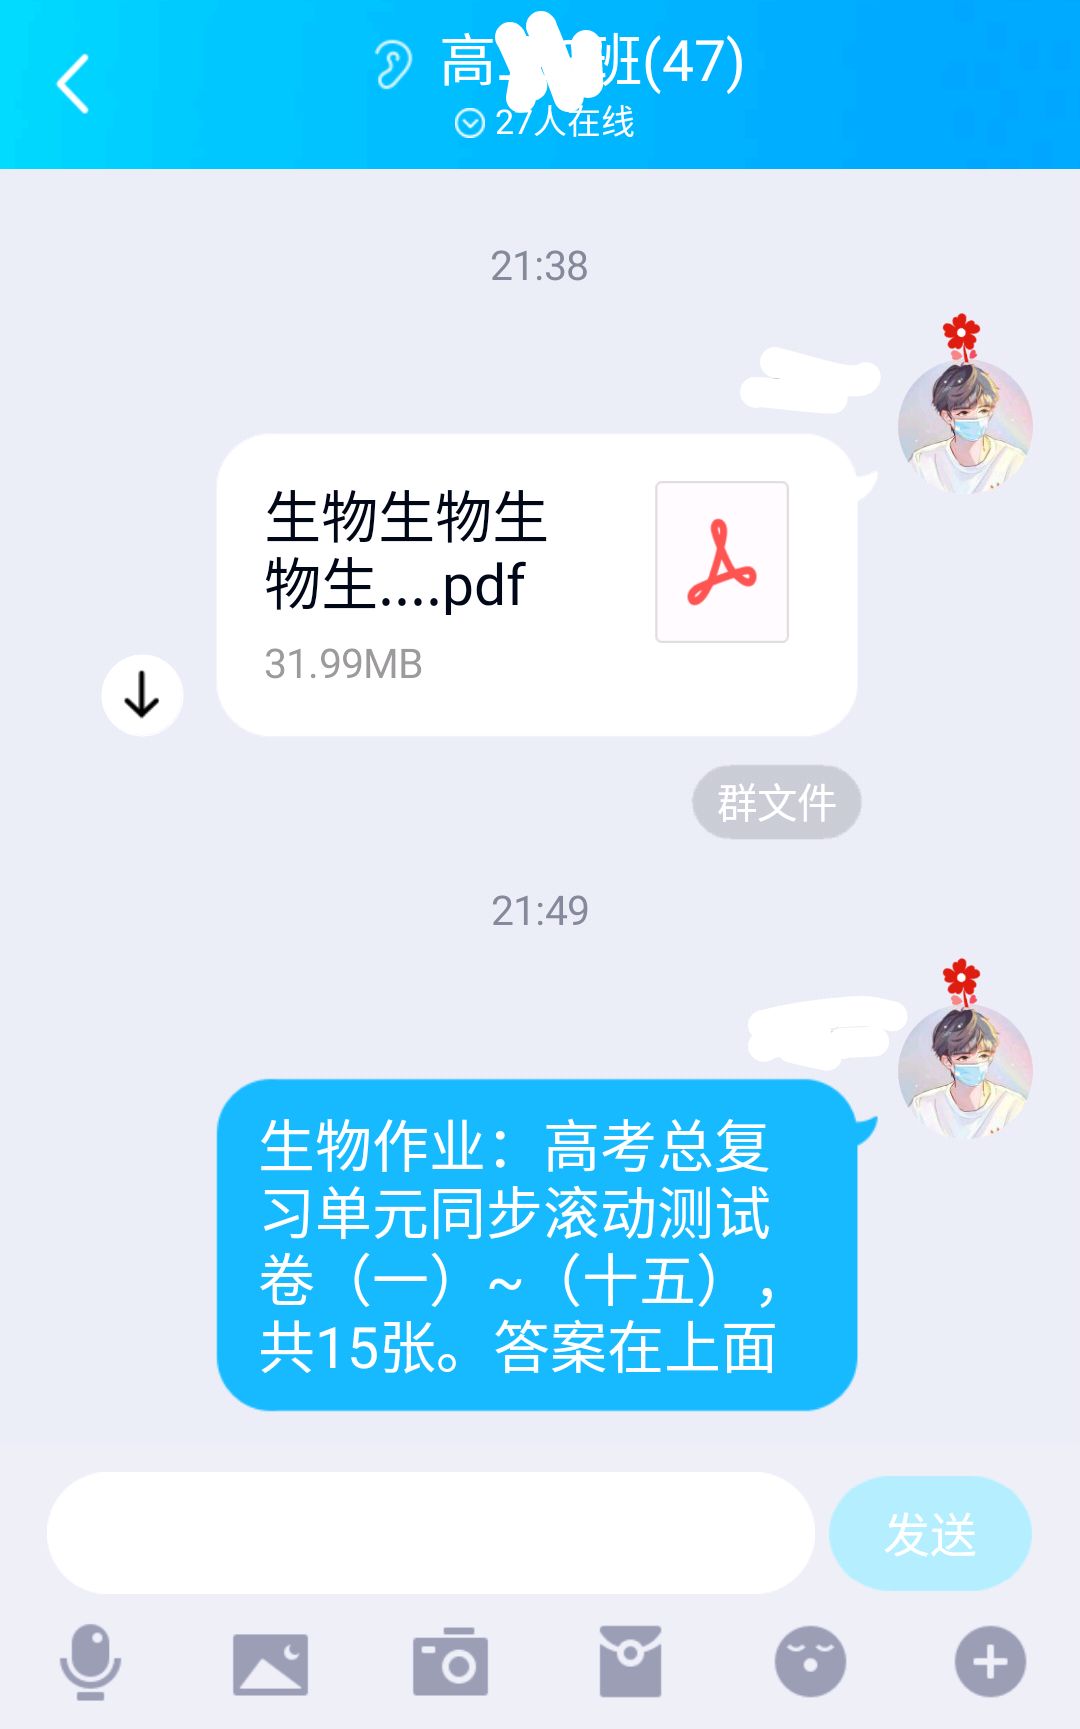 高班(47)
27人在线
21:38
生物生物生
物生....pdf
31.99MB
群文件
21:49
生物作业：高考总复
习单元同步滚动测试
卷（一）~（十五），
共15张。答案在上面
发送